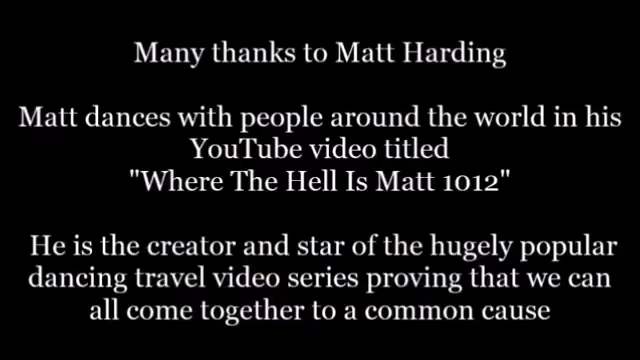 Many thanks to Matt Harding
Matt dances with people around the world in his
YouTube video titled
"Where The Hell Is Matt 1012"
He is the creator and star of the hugely popular
dancing travel video series proving that we can
all come together to a common cause